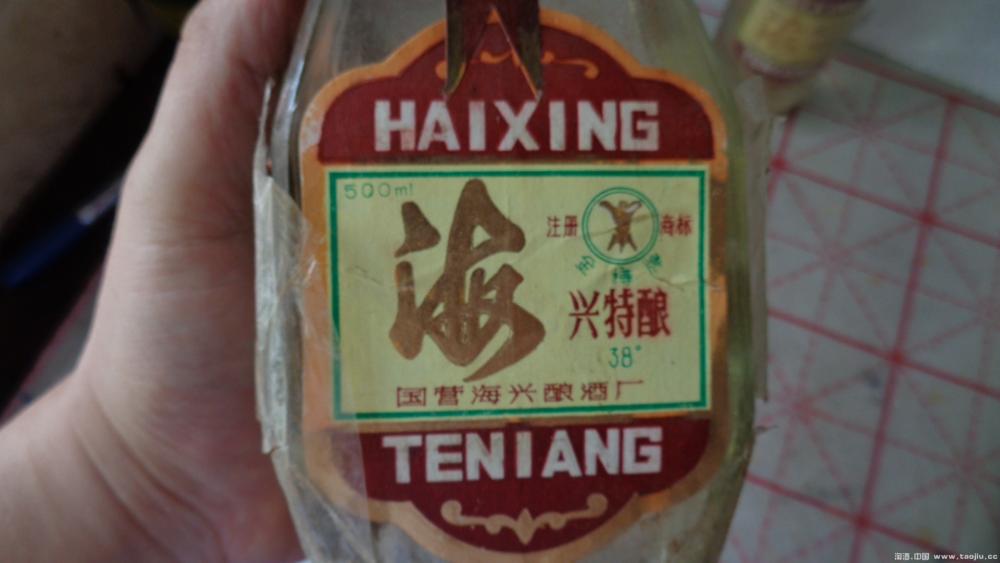 HAIXING
500ml
海
注册 商标
兴特酿
38°
国营海兴酿酒厂
TENIANG
淘酒.中国 www.taojiu.cc